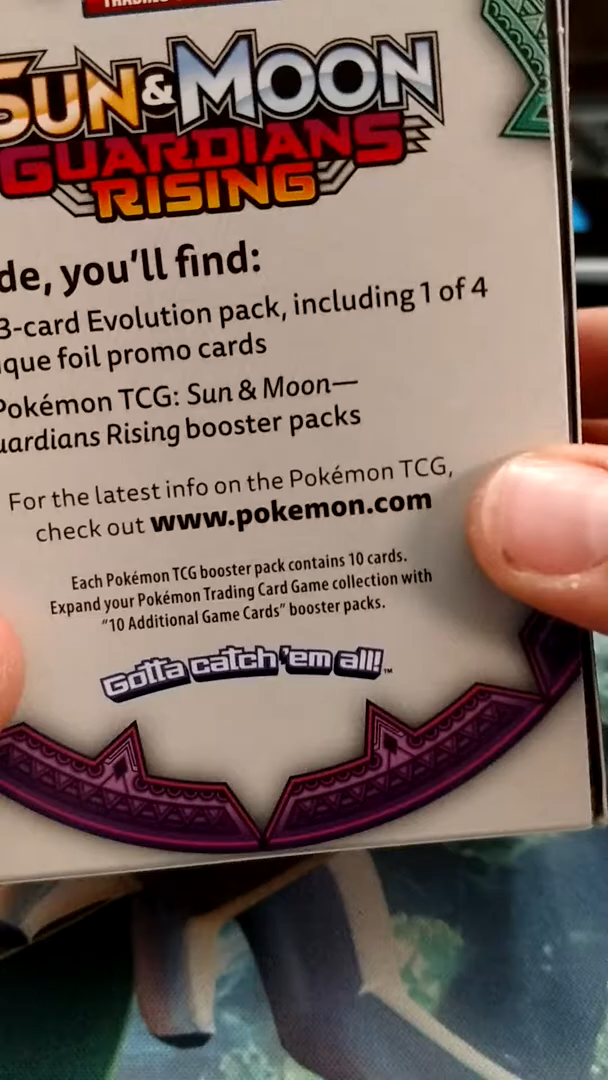 SUN & MOON
GUARDIANS
RISING
de, you'll find:
3-card Evolution pack, including 1 of 4
que foil promo cards
Pokémon TCG: Sun & Moon—
uardians Rising booster packs
For the latest info on the Pokémon TCG,
check out www.pokemon.com
Each Pokémon TCG booster pack contains 10 cards.
Expand your Pokémon Trading Card Game collection with
"10 Additional Game Cards" booster packs.
Gotta catch 'em all!™